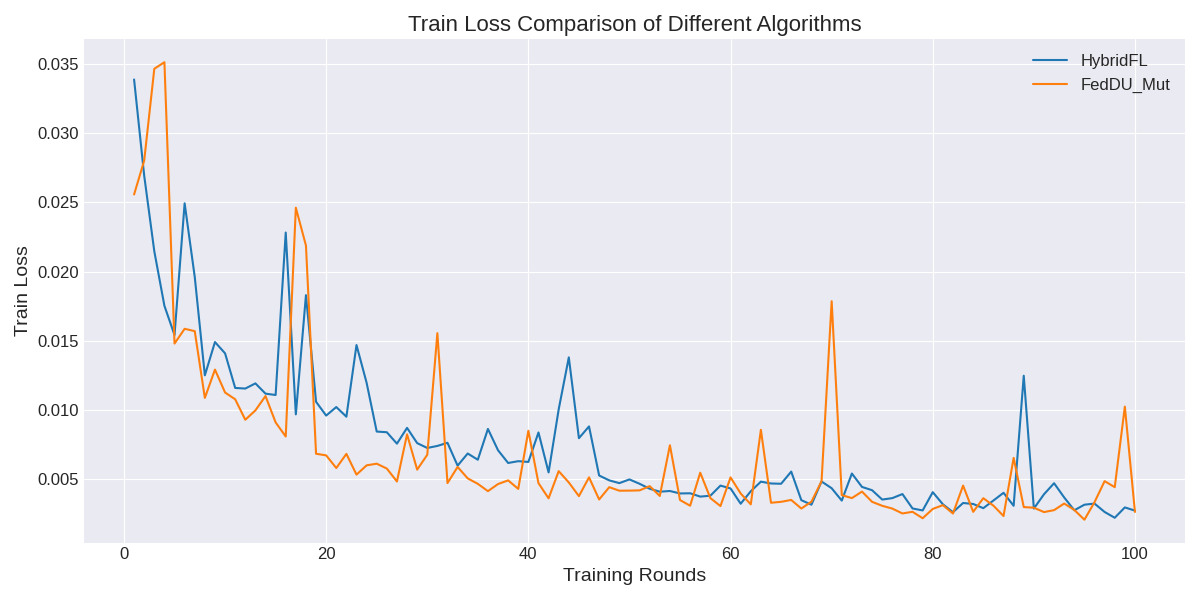 Train Loss Comparison of Different Algorithms
HybridFL
FedDU_Mut
Train Loss
0.035
0.030
0.025
0.020
0.015
0.010
0.005
0 20 40 60 80 100
Training Rounds